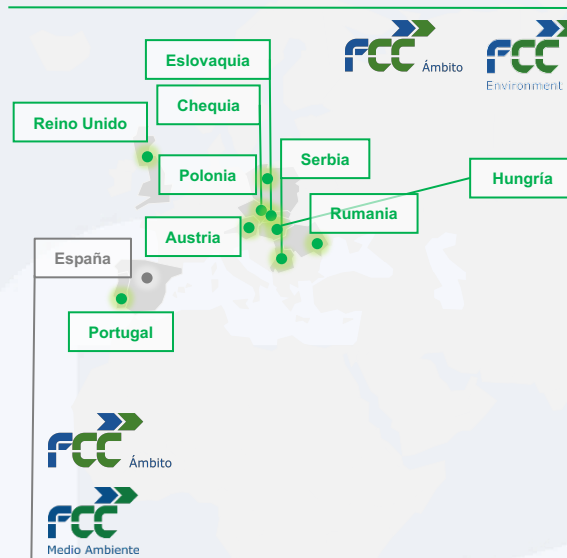 FCC Ámbito
FCC Environment
Eslovaquia
Chequia
Reino Unido
Serbia
Polonia
Hungría
Rumania
Austria
España
Portugal
FCC Ámbito
FCC
Medio Ambiente